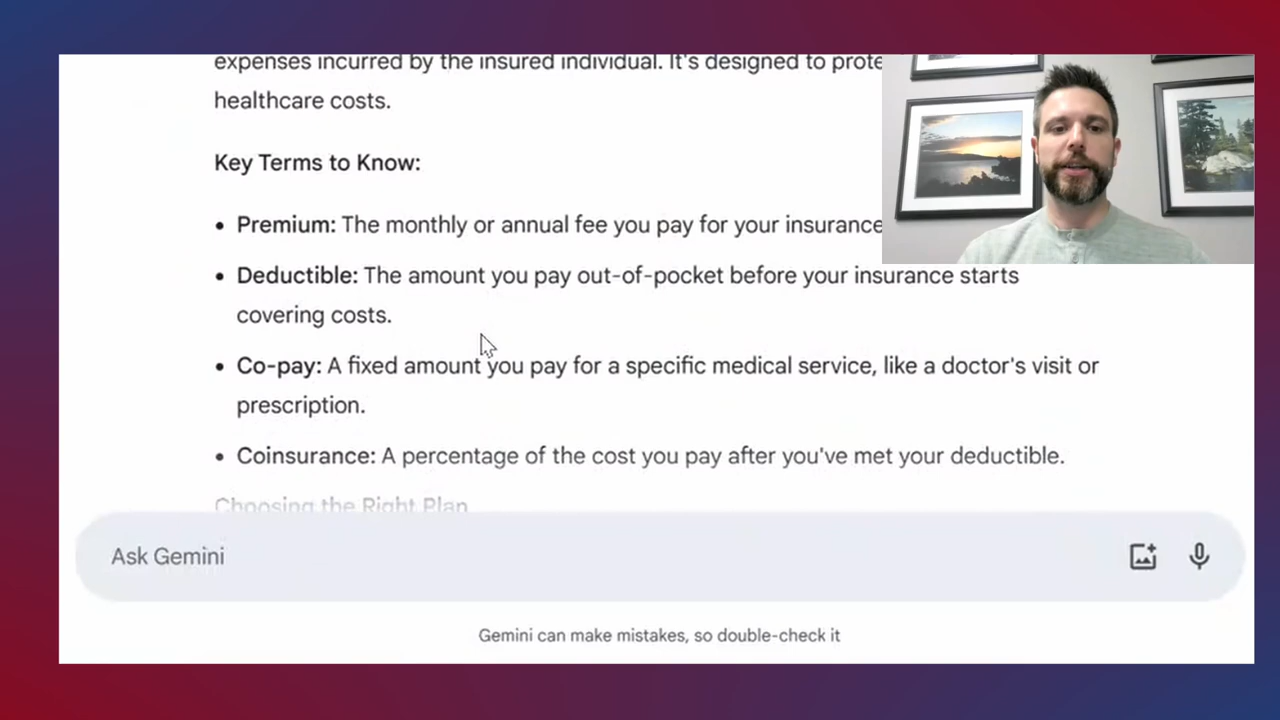 expenses incurred by the insured individual. It's designed to prote
healthcare costs.
Key Terms to Know:
• Premium: The monthly or annual fee you pay for your insurance
• Deductible: The amount you pay out-of-pocket before your insurance starts
covering costs.
• Co-pay: A fixed amount you pay for a specific medical service, like a doctor's visit or
prescription.
• Coinsurance: A percentage of the cost you pay after you've met your deductible.
Choosing the Right Plan
Ask Gemini
Gemini can make mistakes, so double-check it